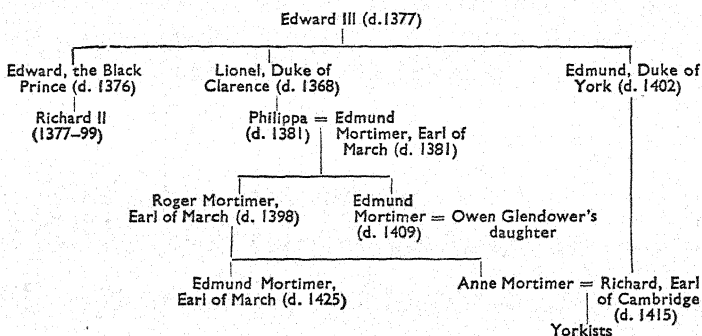 Edward III (d.1377)
Edward, the Black
Prince (d. 1376)
Lionel, Duke of
Clarence (d. 1368)
Edmund, Duke of
York (d. 1402)
Richard II
(1377–99)
Philippa = Edmund
(d. 1381) Mortimer, Earl of
March (d. 1381)
Roger Mortimer,
Earl of March (d. 1398)
Edmund
Mortimer = Owen Glendower's
(d. 1409) daughter
Edmund Mortimer,
Earl of March (d. 1425)
Anne Mortimer = Richard, Earl
of Cambridge
(d. 1415)
Yorkists